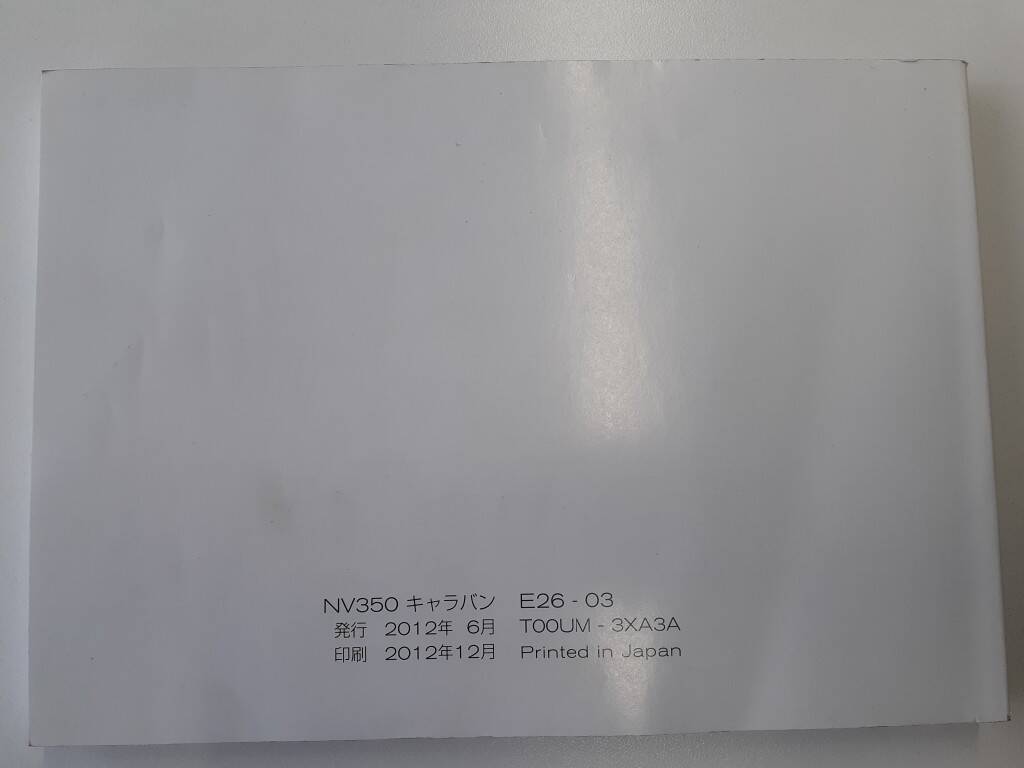 NV350 キャラバン E26 - 03
発行 2012年 6月 T00UM - 3XA3A
印刷 2012年12月 Printed in Japan